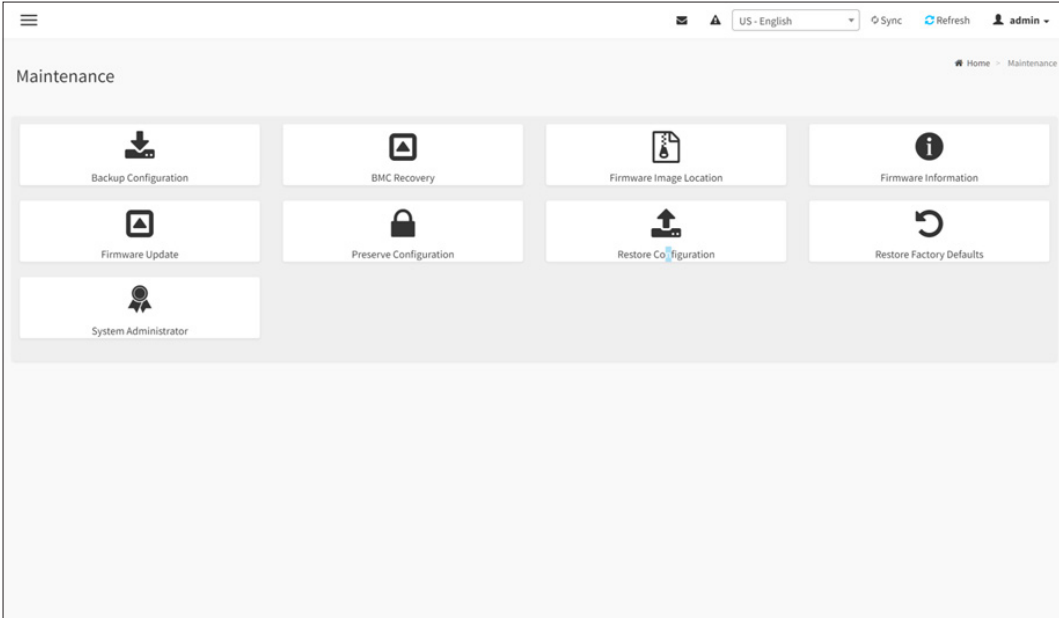 US - English Sync Refresh admin
Home > Maintenance
Maintenance
Backup Configuration BMC Recovery Firmware Image Location Firmware Information
Firmware Update Preserve Configuration Restore Configuration Restore Factory Defaults
System Administrator